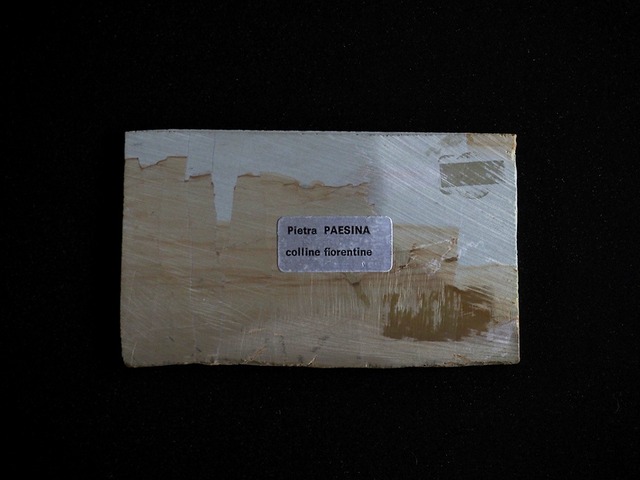 Pietra PAESINA
colline fiorentine